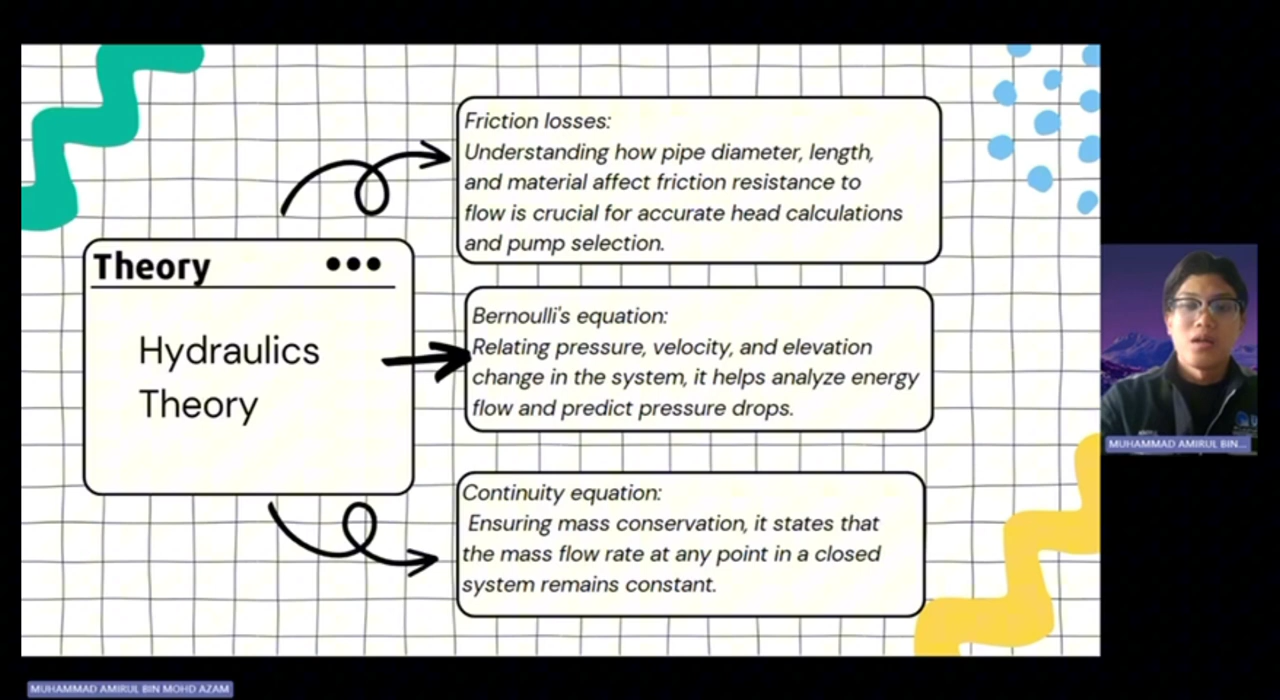 Theory
Hydraulics
Theory
Friction losses:
Understanding how pipe diameter, length,
and material affect friction resistance to
flow is crucial for accurate head calculations
and pump selection.
Bernoulli's equation:
Relating pressure, velocity, and elevation
change in the system, it helps analyze energy
flow and predict pressure drops.
Continuity equation:
Ensuring mass conservation, it states that
the mass flow rate at any point in a closed
system remains constant.
MUHAMMAD AMIRUL BIN...
MUHAMMAD AMIRUL BIN MOHD AZAM